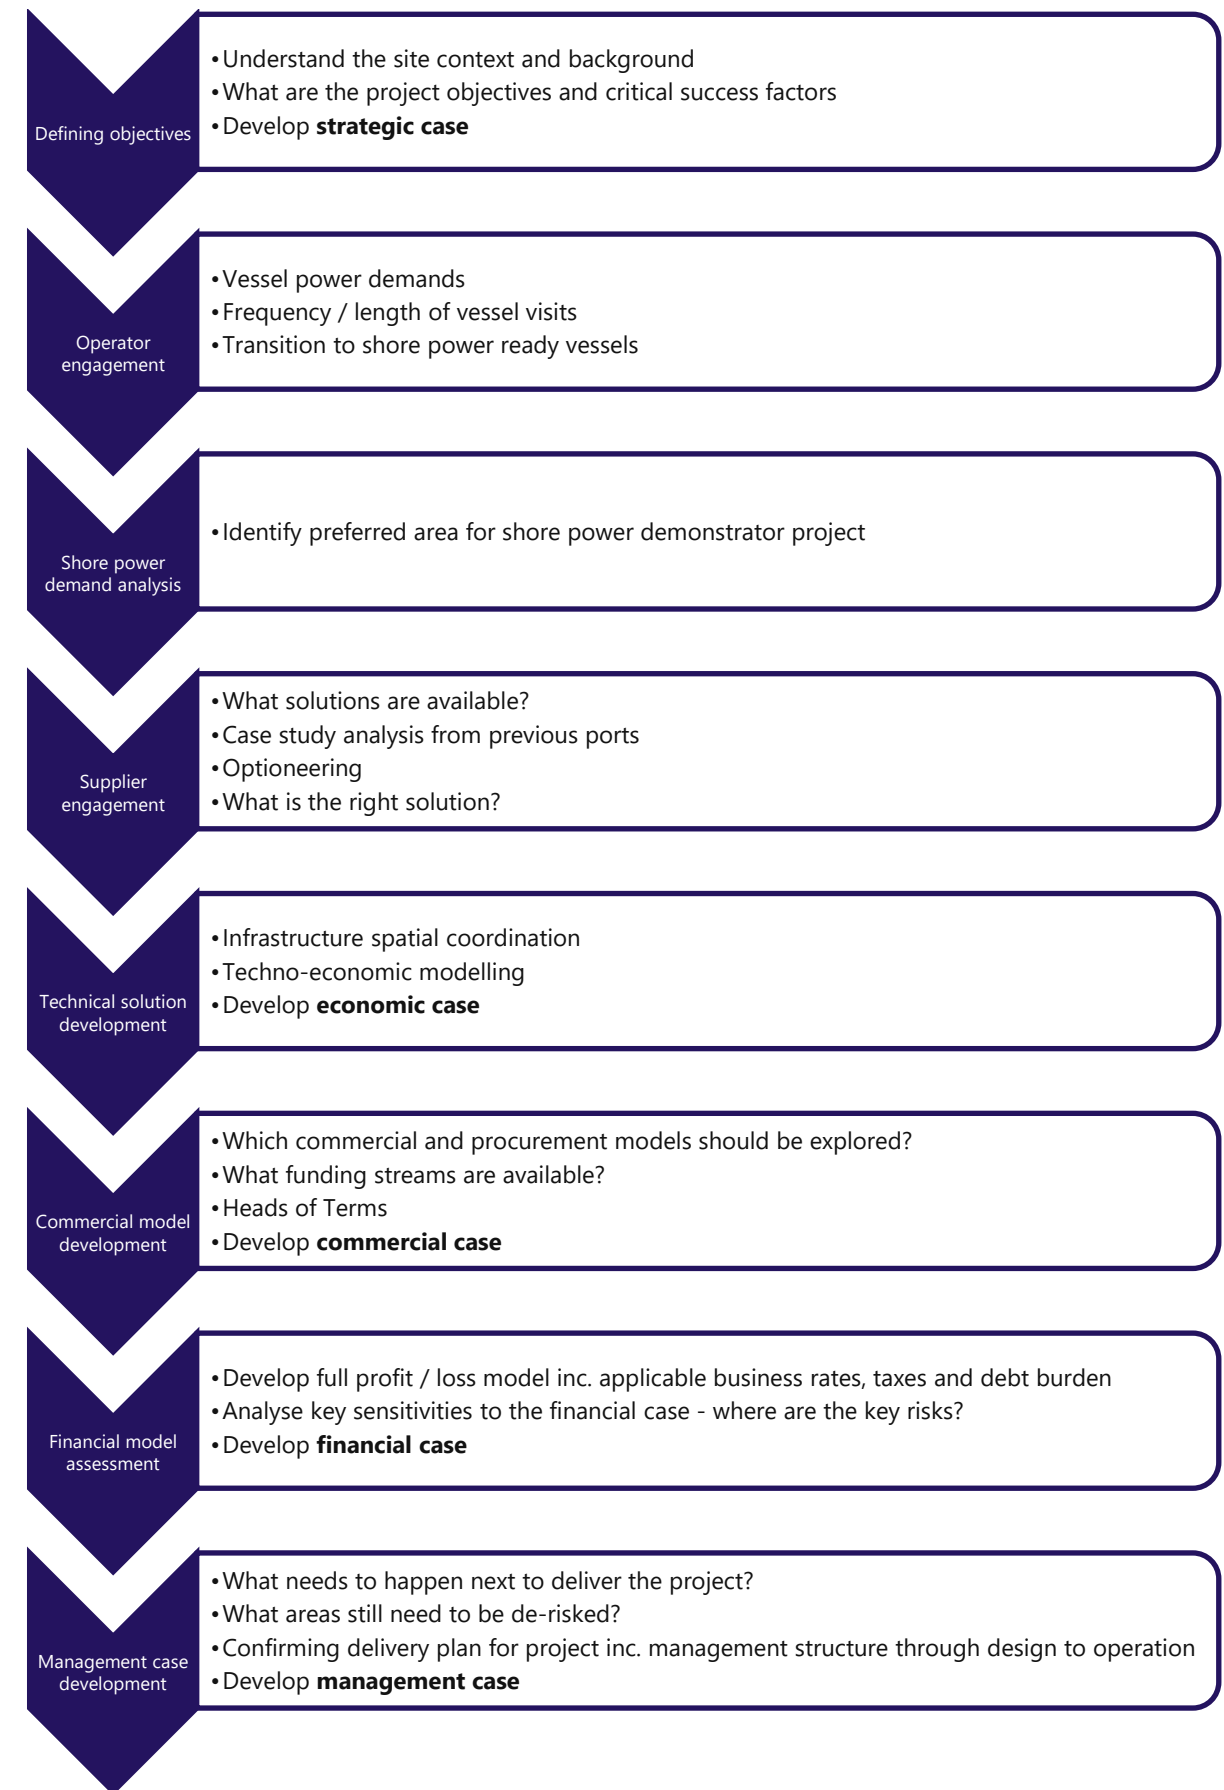 Defining objectives
•Understand the site context and background
•What are the project objectives and critical success factors
•Develop strategic case
Operator
engagement
•Vessel power demands
•Frequency / length of vessel visits
•Transition to shore power ready vessels
Shore power
demand analysis
•Identify preferred area for shore power demonstrator project
Supplier
engagement
•What solutions are available?
•Case study analysis from previous ports
•Optioneering
•What is the right solution?
Technical solution
development
•Infrastructure spatial coordination
•Techno-economic modelling
•Develop economic case
Commercial model
development
•Which commercial and procurement models should be explored?
•What funding streams are available?
•Heads of Terms
•Develop commercial case
Financial model
assessment
•Develop full profit / loss model inc. applicable business rates, taxes and debt burden
•Analyse key sensitivities to the financial case - where are the key risks?
•Develop financial case
Management case
development
•What needs to happen next to deliver the project?
•What areas still need to be de-risked?
•Confirming delivery plan for project inc. management structure through design to operation
•Develop management case